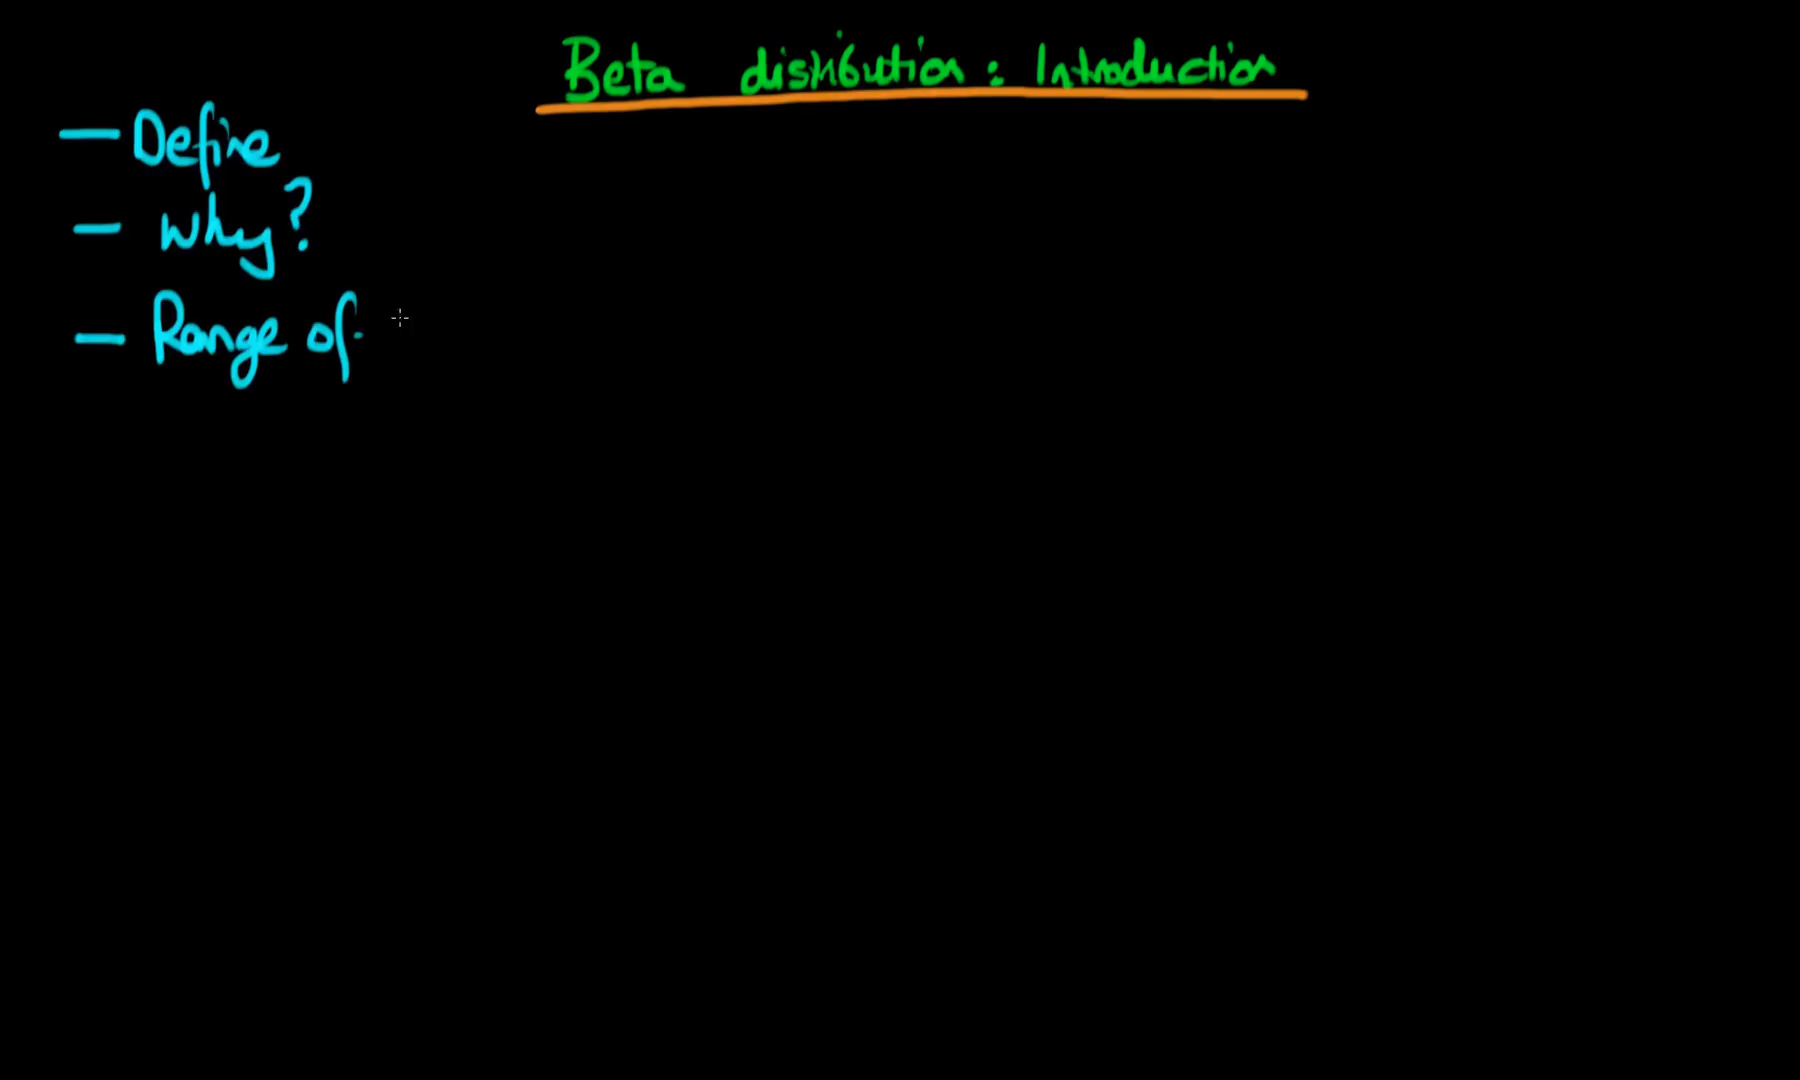 Beta distribution: Introduction
— Define
— Why?
— Range of